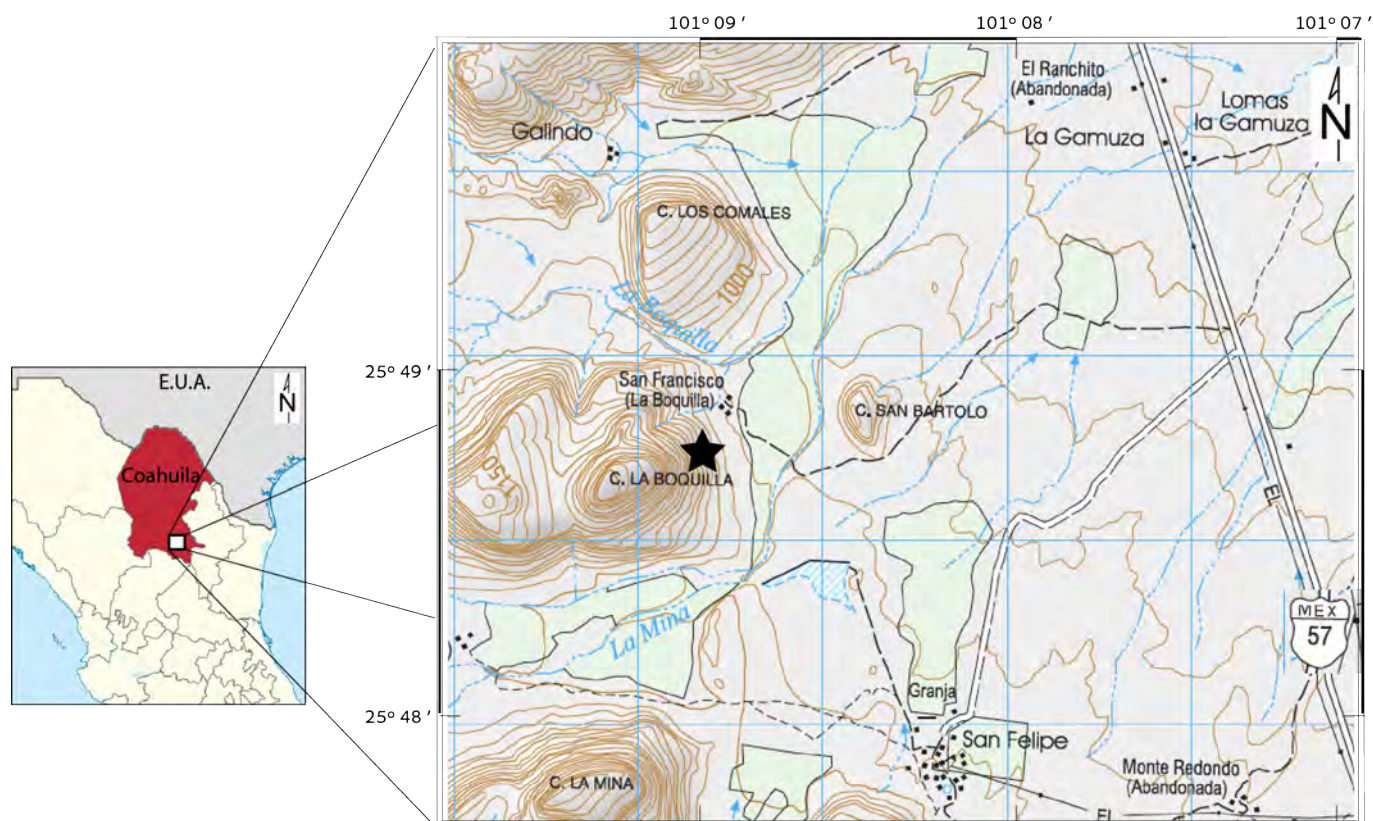 101° 09 '
101° 08 '
101° 07 '
El Ranchito
(Abandonada)
Lomas
la Gamuza
N
Galindo
La Gamuza
C. LOS COMALES
1000
La Boquilla
25° 49 '
E.U.A.
N
San Francisco
(La Boquilla)
C. SAN BARTOLO
Coahuila
C. LA BOQUILLA
1150
EL
La Mina
MEX
57
Granja
25° 48 '
San Felipe
C. LA MINA
Monte Redondo
(Abandonada)
EL